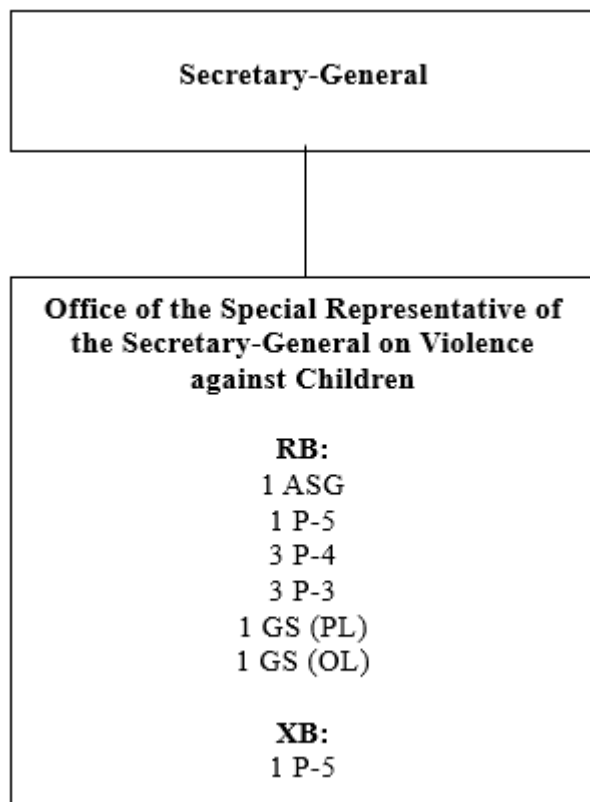 Secretary-General
Office of the Special Representative of
the Secretary-General on Violence
against Children
RB:
1 ASG
1 P-5
3 P-4
3 P-3
1 GS (PL)
1 GS (OL)
XB:
1 P-5